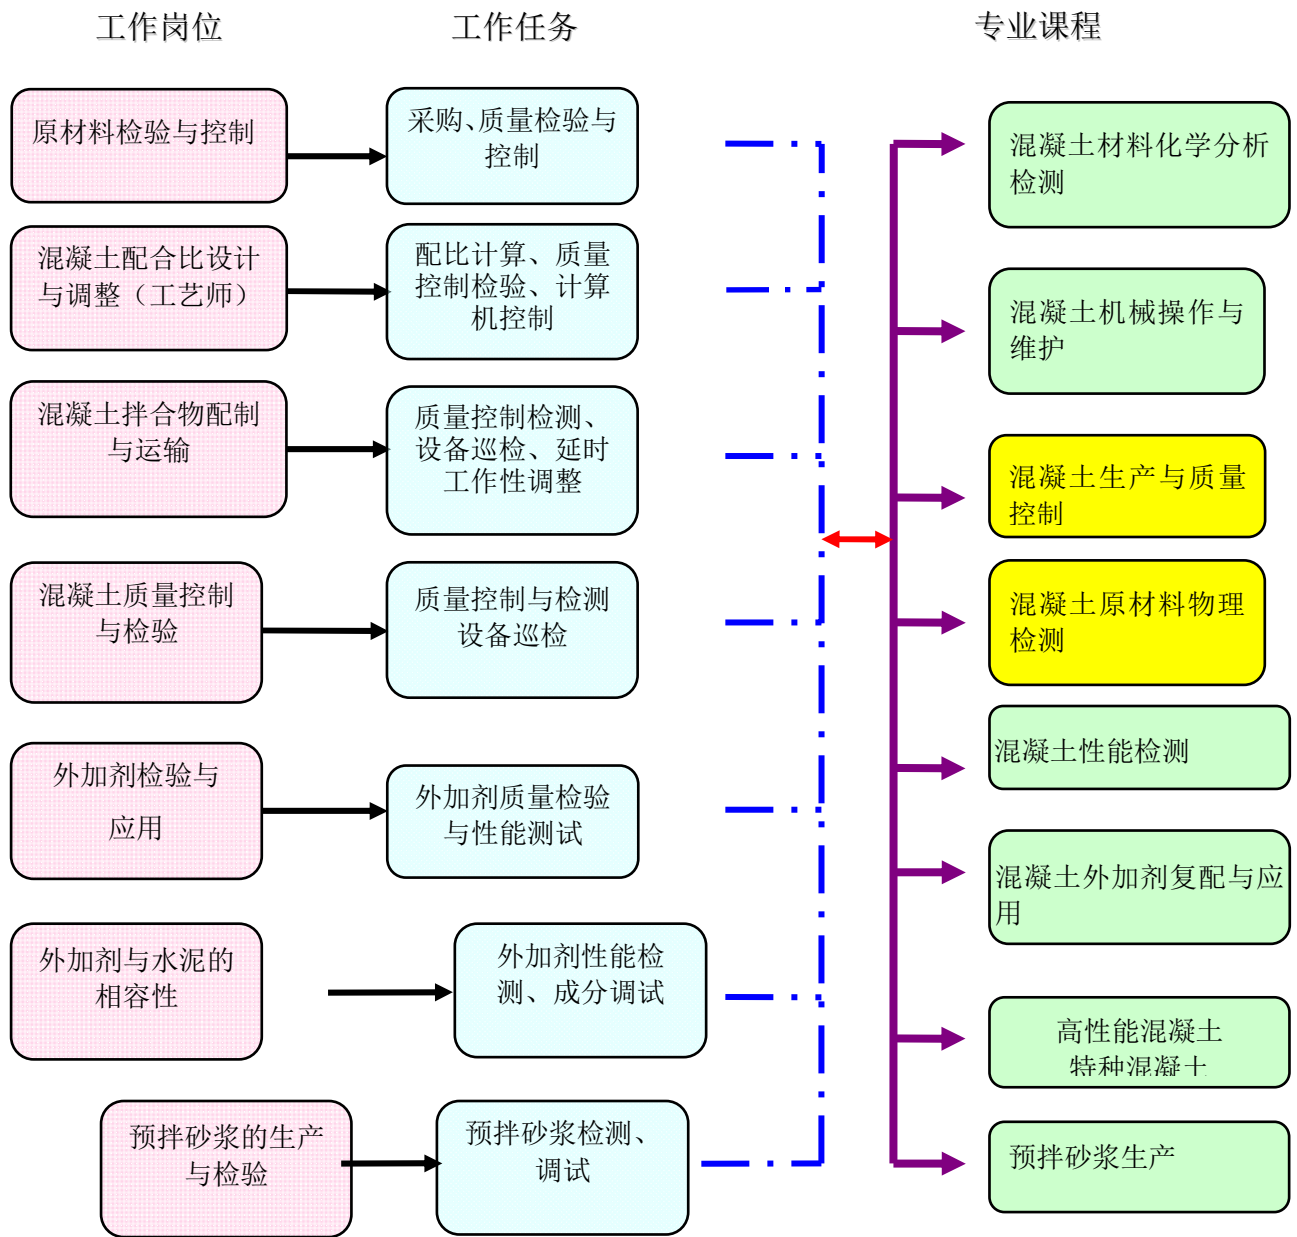 工作岗位
工作任务
专业课程
原材料检验与控制
采购、质量检验与
控制
混凝土材料化学分析
检测
混凝土配合比设计
与调整（工艺师）
配比计算、质量
控制检验、计算
机控制
混凝土机械操作与
维护
混凝土拌合物配制
与运输
质量控制检测、
设备巡检、延时
工作性调整
混凝土生产与质量
控制
混凝土质量控制
与检验
质量控制与检测
设备巡检
混凝土原材料物理
检测
外加剂检验与
应用
外加剂质量检验
与性能测试
混凝土性能检测
混凝土外加剂复配与应
用
外加剂与水泥的
相容性
外加剂性能检
测、成分调试
高性能混凝土
特种混凝土
预拌砂浆的生产
与检验
预拌砂浆检测、
调试
预拌砂浆生产